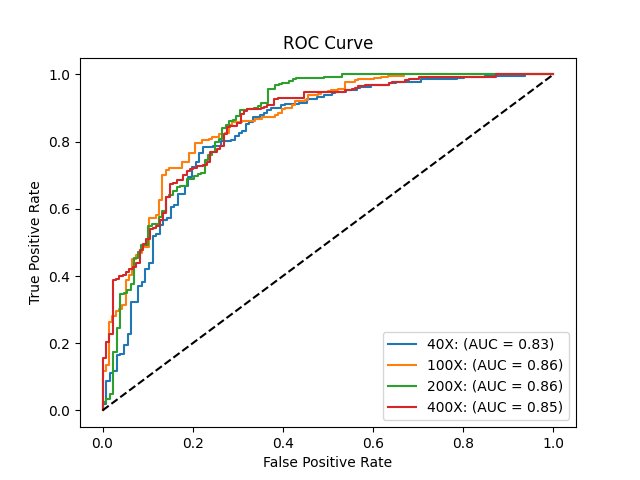 ROC Curve
True Positive Rate
1.0
0.8
0.6
0.4
0.2
0.0
0.0 0.2 0.4 0.6 0.8 1.0
False Positive Rate
40X: (AUC = 0.83)
100X: (AUC = 0.86)
200X: (AUC = 0.86)
400X: (AUC = 0.85)